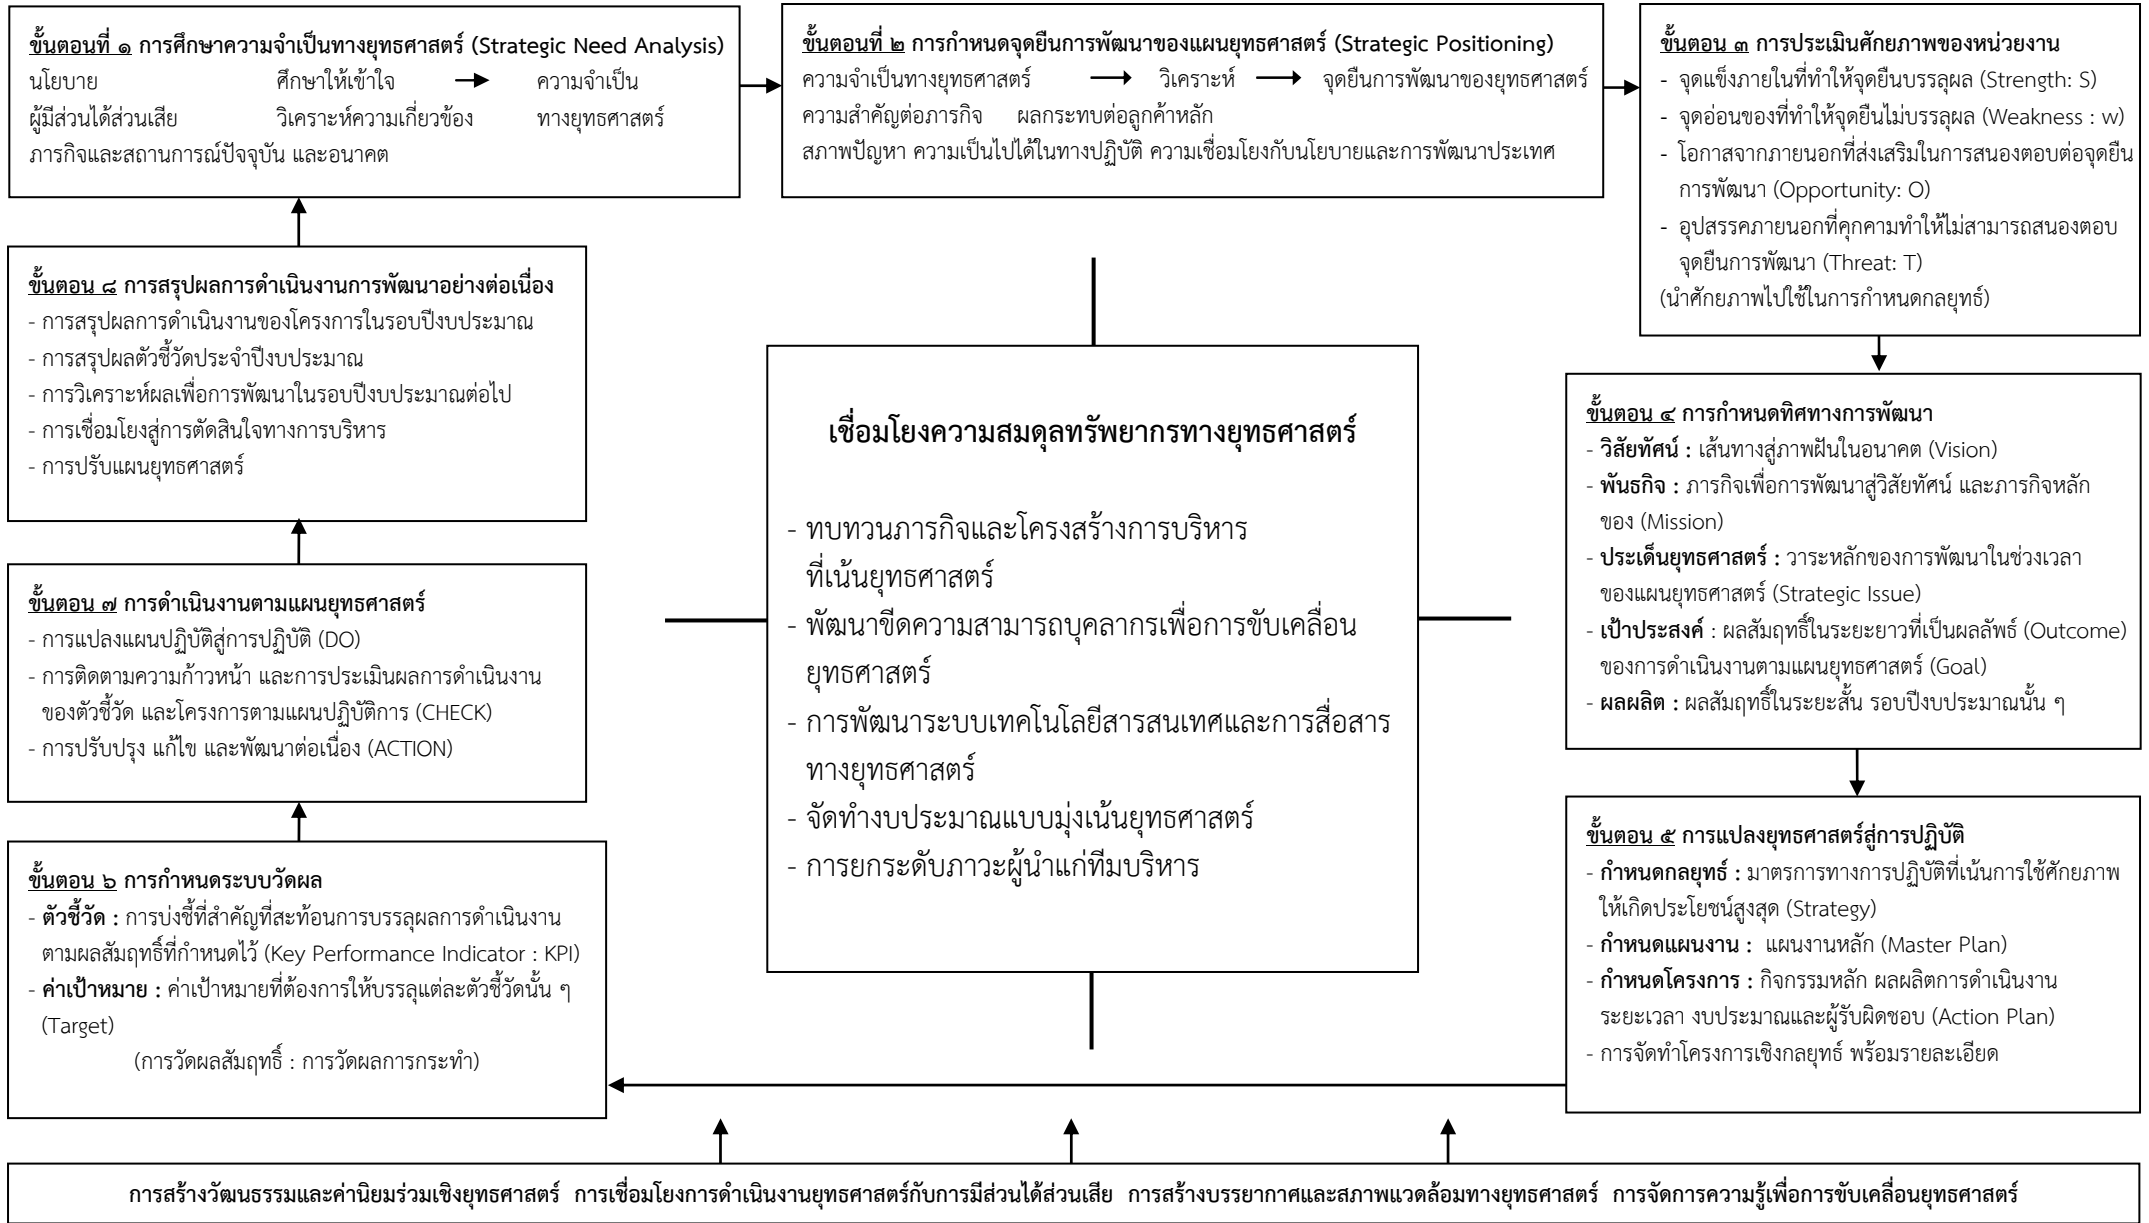 ขั้นตอนที่ ๑ การศึกษาความจำเป็นทางยุทธศาสตร์ (Strategic Need Analysis)
นโยบาย ศึกษาให้เข้าใจ ความจำเป็น
ผู้มีส่วนได้ส่วนเสีย วิเคราะห์ความเกี่ยวข้อง ทางยุทธศาสตร์
ภารกิจและสถานการณ์ปัจจุบัน และอนาคต
ขั้นตอนที่ ๒ การกำหนดจุดยืนการพัฒนาของแผนยุทธศาสตร์ (Strategic Positioning)
ความจำเป็นทางยุทธศาสตร์ วิเคราะห์ จุดยืนการพัฒนาของยุทธศาสตร์
ความสำคัญต่อภารกิจ ผลกระทบต่อลูกค้าหลัก
สภาพปัญหา ความเป็นไปได้ในทางปฏิบัติ ความเชื่อมโยงกับนโยบายและการพัฒนาประเทศ
ขั้นตอน ๓ การประเมินศักยภาพของหน่วยงาน
- จุดแข็งภายในที่ทำให้จุดยืนบรรลุผล (Strength: S)
- จุดอ่อนของที่ทำให้จุดยืนไม่บรรลุผล (Weakness : w)
- โอกาสจากภายนอกที่ส่งเสริมในการสนองตอบต่อจุดยืน
การพัฒนา (Opportunity: O)
- อุปสรรคภายนอกที่คุกคามทำให้ไม่สามารถสนองตอบ
จุดยืนการพัฒนา (Threat: T)
(นำศักยภาพไปใช้ในการกำหนดกลยุทธ์)
ขั้นตอน ๔ การกำหนดทิศทางการพัฒนา
- วิสัยทัศน์ : เส้นทางสู่ภาพฝันในอนาคต (Vision)
- พันธกิจ : ภารกิจเพื่อการพัฒนาสู่วิสัยทัศน์ และภารกิจหลัก
ของ (Mission)
- ประเด็นยุทธศาสตร์ : วาระหลักของการพัฒนาในช่วงเวลา
ของแผนยุทธศาสตร์ (Strategic Issue)
- เป้าประสงค์ : ผลสัมฤทธิ์ในระยะยาวที่เป็นผลลัพธ์ (Outcome)
ของการดำเนินงานตามแผนยุทธศาสตร์ (Goal)
- ผลผลิต : ผลสัมฤทธิ์ในระยะสั้น รอบปีงบประมาณนั้น ๆ
ขั้นตอน ๕ การแปลงยุทธศาสตร์สู่การปฏิบัติ
- กำหนดกลยุทธ์ : มาตรการทางการปฏิบัติที่เน้นการใช้ศักยภาพ
ให้เกิดประโยชน์สูงสุด (Strategy)
- กำหนดแผนงาน : แผนงานหลัก (Master Plan)
- กำหนดโครงการ : กิจกรรมหลัก ผลผลิตการดำเนินงาน
ระยะเวลา งบประมาณและผู้รับผิดชอบ (Action Plan)
- การจัดทำโครงการเชิงกลยุทธ์ พร้อมรายละเอียด
ขั้นตอน ๖ การกำหนดระบบวัดผล
- ตัวชี้วัด : การบ่งชี้ที่สำคัญที่สะท้อนการบรรลุผลการดำเนินงาน
ตามผลสัมฤทธิ์ที่กำหนดไว้ (Key Performance Indicator : KPI)
- ค่าเป้าหมาย : ค่าเป้าหมายที่ต้องการให้บรรลุแต่ละตัวชี้วัดนั้น ๆ
(Target)
(การวัดผลสัมฤทธิ์ : การวัดผลการกระทำ)
ขั้นตอน ๗ การดำเนินงานตามแผนยุทธศาสตร์
- การแปลงแผนปฏิบัติสู่การปฏิบัติ (DO)
- การติดตามความก้าวหน้า และการประเมินผลการดำเนินงาน
ของตัวชี้วัด และโครงการตามแผนปฏิบัติการ (CHECK)
- การปรับปรุง แก้ไข และพัฒนาต่อเนื่อง (ACTION)
ขั้นตอน ๘ การสรุปผลการดำเนินงานการพัฒนาอย่างต่อเนื่อง
- การสรุปผลการดำเนินงานของโครงการในรอบปีงบประมาณ
- การสรุปผลตัวชี้วัดประจำปีงบประมาณ
- การวิเคราะห์ผลเพื่อการพัฒนาในรอบปีงบประมาณต่อไป
- การเชื่อมโยงสู่การตัดสินใจทางการบริหาร
- การปรับแผนยุทธศาสตร์
เชื่อมโยงความสมดุลทรัพยากรทางยุทธศาสตร์
- ทบทวนภารกิจและโครงสร้างการบริหาร
ที่เน้นยุทธศาสตร์
- พัฒนาขีดความสามารถบุคลากรเพื่อการขับเคลื่อน
ยุทธศาสตร์
- การพัฒนาระบบเทคโนโลยีสารสนเทศและการสื่อสาร
ทางยุทธศาสตร์
- จัดทำงบประมาณแบบมุ่งเน้นยุทธศาสตร์
- การยกระดับภาวะผู้นำแก่ทีมบริหาร
การสร้างวัฒนธรรมและค่านิยมร่วมเชิงยุทธศาสตร์ การเชื่อมโยงการดำเนินงานยุทธศาสตร์กับการมีส่วนได้ส่วนเสีย การสร้างบรรยากาศและสภาพแวดล้อมทางยุทธศาสตร์ การจัดการความรู้เพื่อการขับเคลื่อนยุทธศาสตร์